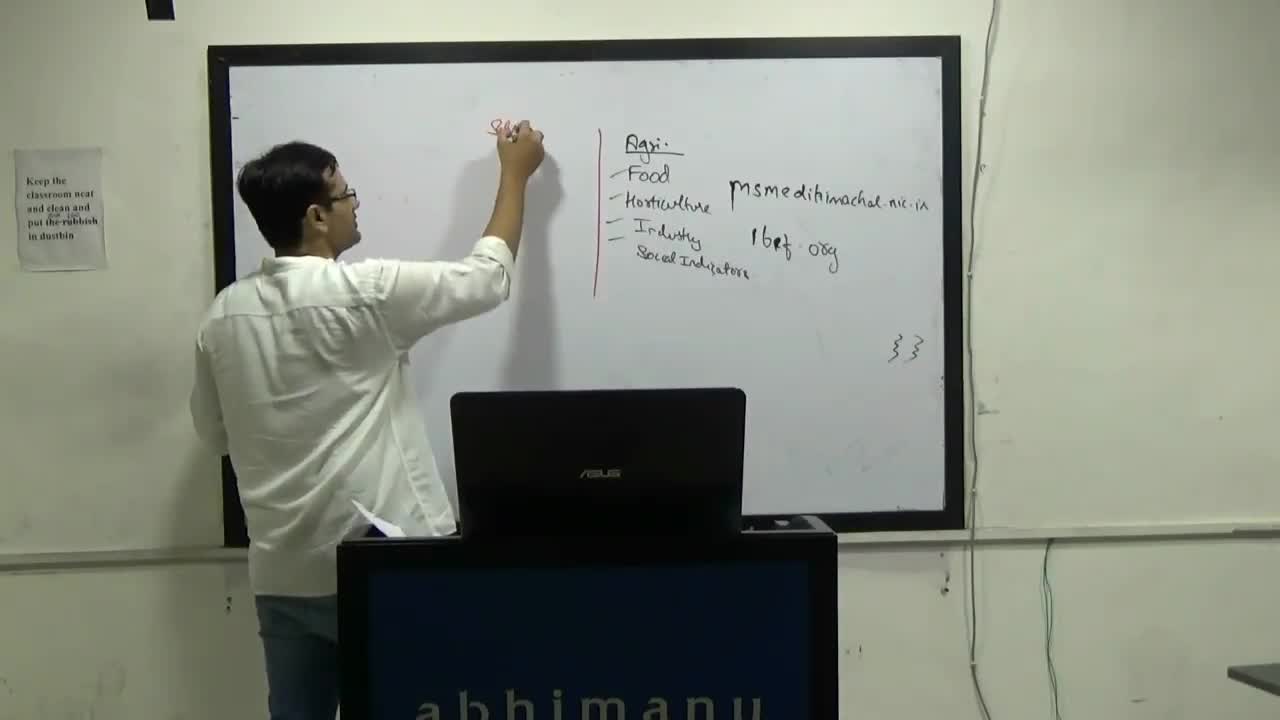 Keep the
classroom neat
and clean and
put the rubbish
in dustbin
Agri.
Food
Horticulture
Industry
Social Indicators
msmedihimachal.nic.in
ibef.org
ASUS
abhimanu